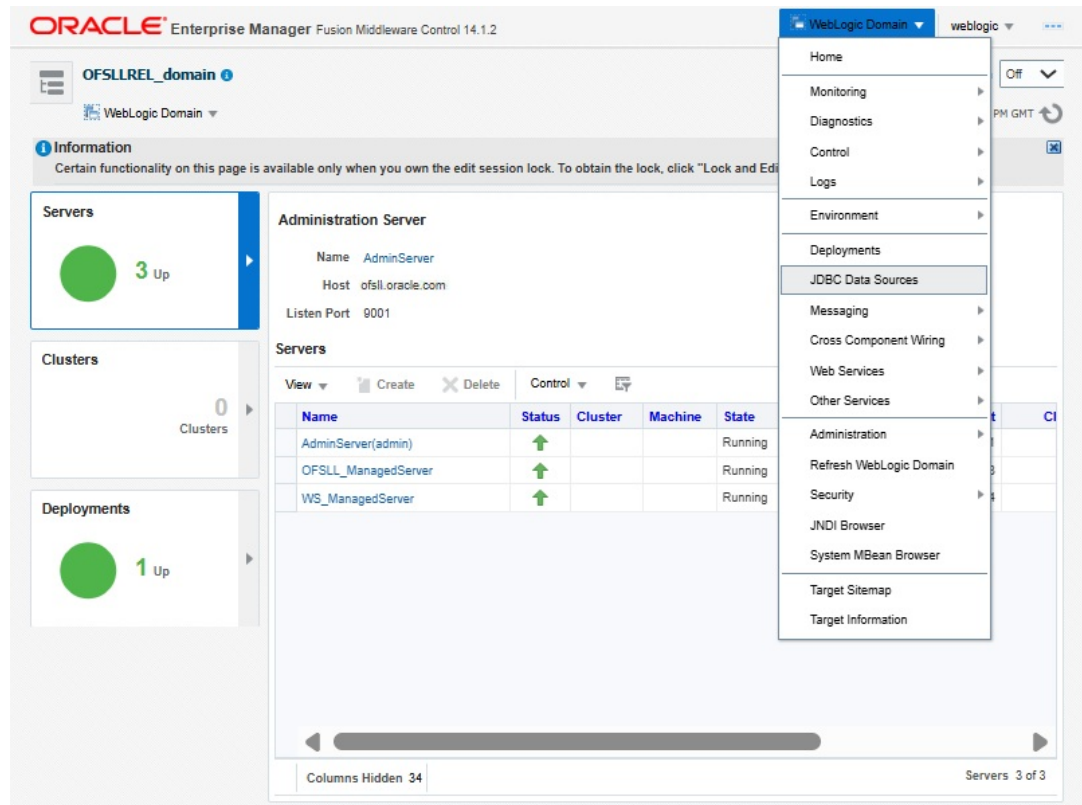 ORACLE Enterprise Manager Fusion Middleware Control 14.1.2
WebLogic Domain
weblogic
OFSLLREL_domain
Off
WebLogic Domain
PM GMT
Information
Certain functionality on this page is available only when you own the edit session lock. To obtain the lock, click "Lock and Edi
Home
Monitoring
Diagnostics
Control
Logs
Environment
Deployments
JDBC Data Sources
Messaging
Cross Component Wiring
Web Services
Other Services
Administration
Refresh WebLogic Domain
Security
JNDI Browser
System MBean Browser
Target Sitemap
Target Information
Servers
3 Up
Clusters
0
Clusters
Deployments
1 Up
Administration Server
Name AdminServer
Host ofsll.oracle.com
Listen Port 9001
Servers
View Create Delete Control
Name Status Cluster Machine State t Cl
AdminServer(admin) Running 1
OFSLL_ManagedServer Running 3
WS_ManagedServer Running 4
Columns Hidden 34
Servers 3 of 3